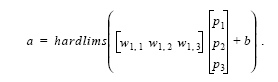 a = hardlims([w1,1 w1,2 w1,3] [p1 p2 p3] + b) .